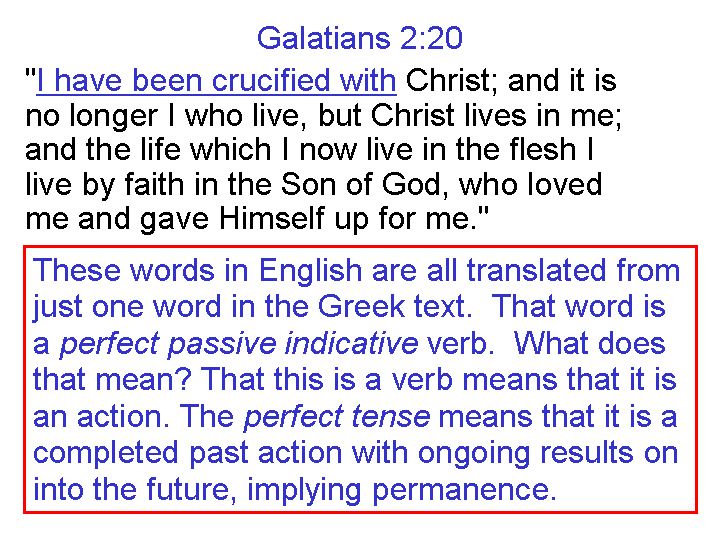 Galatians 2:20
"I have been crucified with Christ; and it is
no longer I who live, but Christ lives in me;
and the life which I now live in the flesh I
live by faith in the Son of God, who loved
me and gave Himself up for me."
These words in English are all translated from
just one word in the Greek text.  That word is
a perfect passive indicative verb.  What does
that mean? That this is a verb means that it is
an action. The perfect tense means that it is a
completed past action with ongoing results on
into the future, implying permanence.